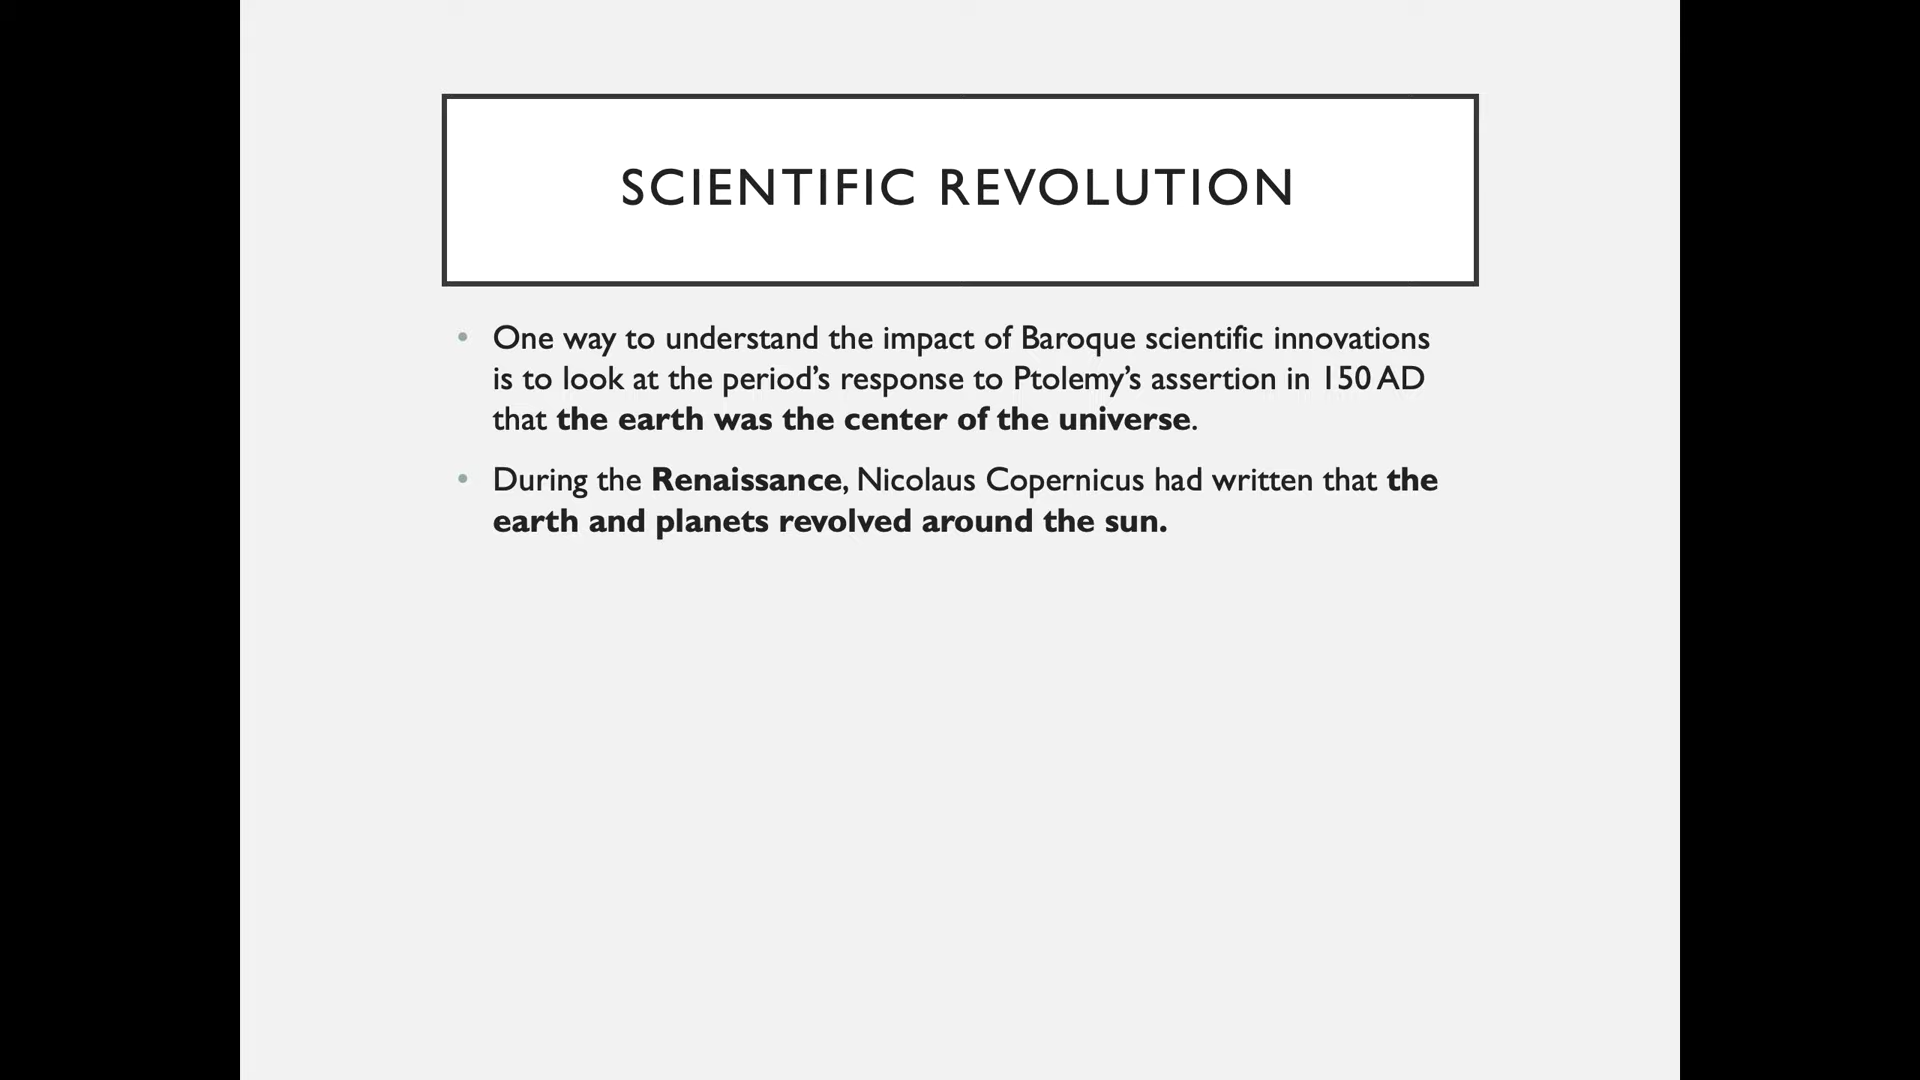 SCIENTIFIC REVOLUTION
• One way to understand the impact of Baroque scientific innovations
is to look at the period’s response to Ptolemy’s assertion in 150 AD
that the earth was the center of the universe.
• During the Renaissance, Nicolaus Copernicus had written that the
earth and planets revolved around the sun.